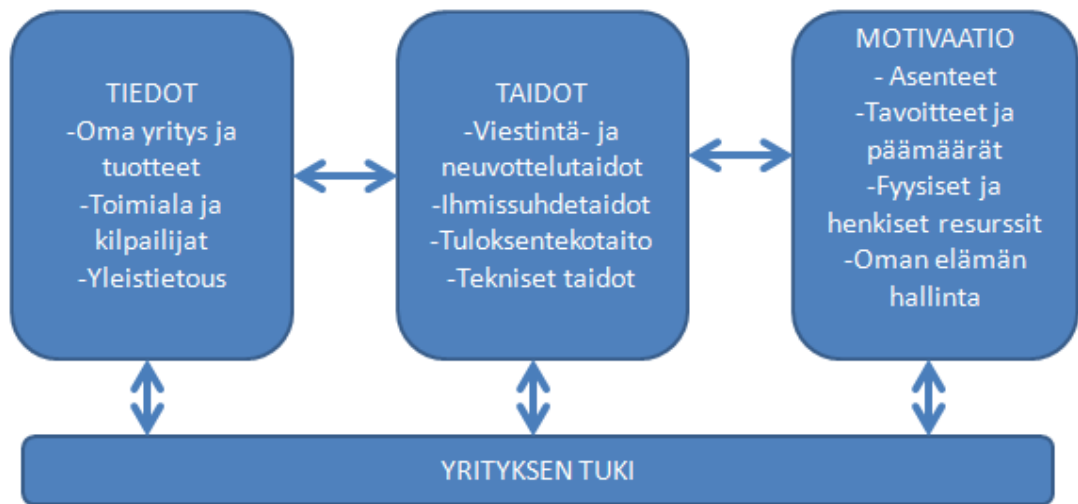 TIEDOT
-Oma yritys ja
tuotteet
-Toimiala ja
kilpailijat
-Yleistietous
TAIDOT
-Viestintä- ja
neuvottelutaidot
-Ihmissuhdetaidot
-Tuloksentekotaito
-Tekniset taidot
MOTIVAATIO
- Asenteet
-Tavoitteet ja
päämäärät
-Fyysiset ja
henkiset resurssit
-Oman elämän
hallinta
YRITYKSEN TUKI